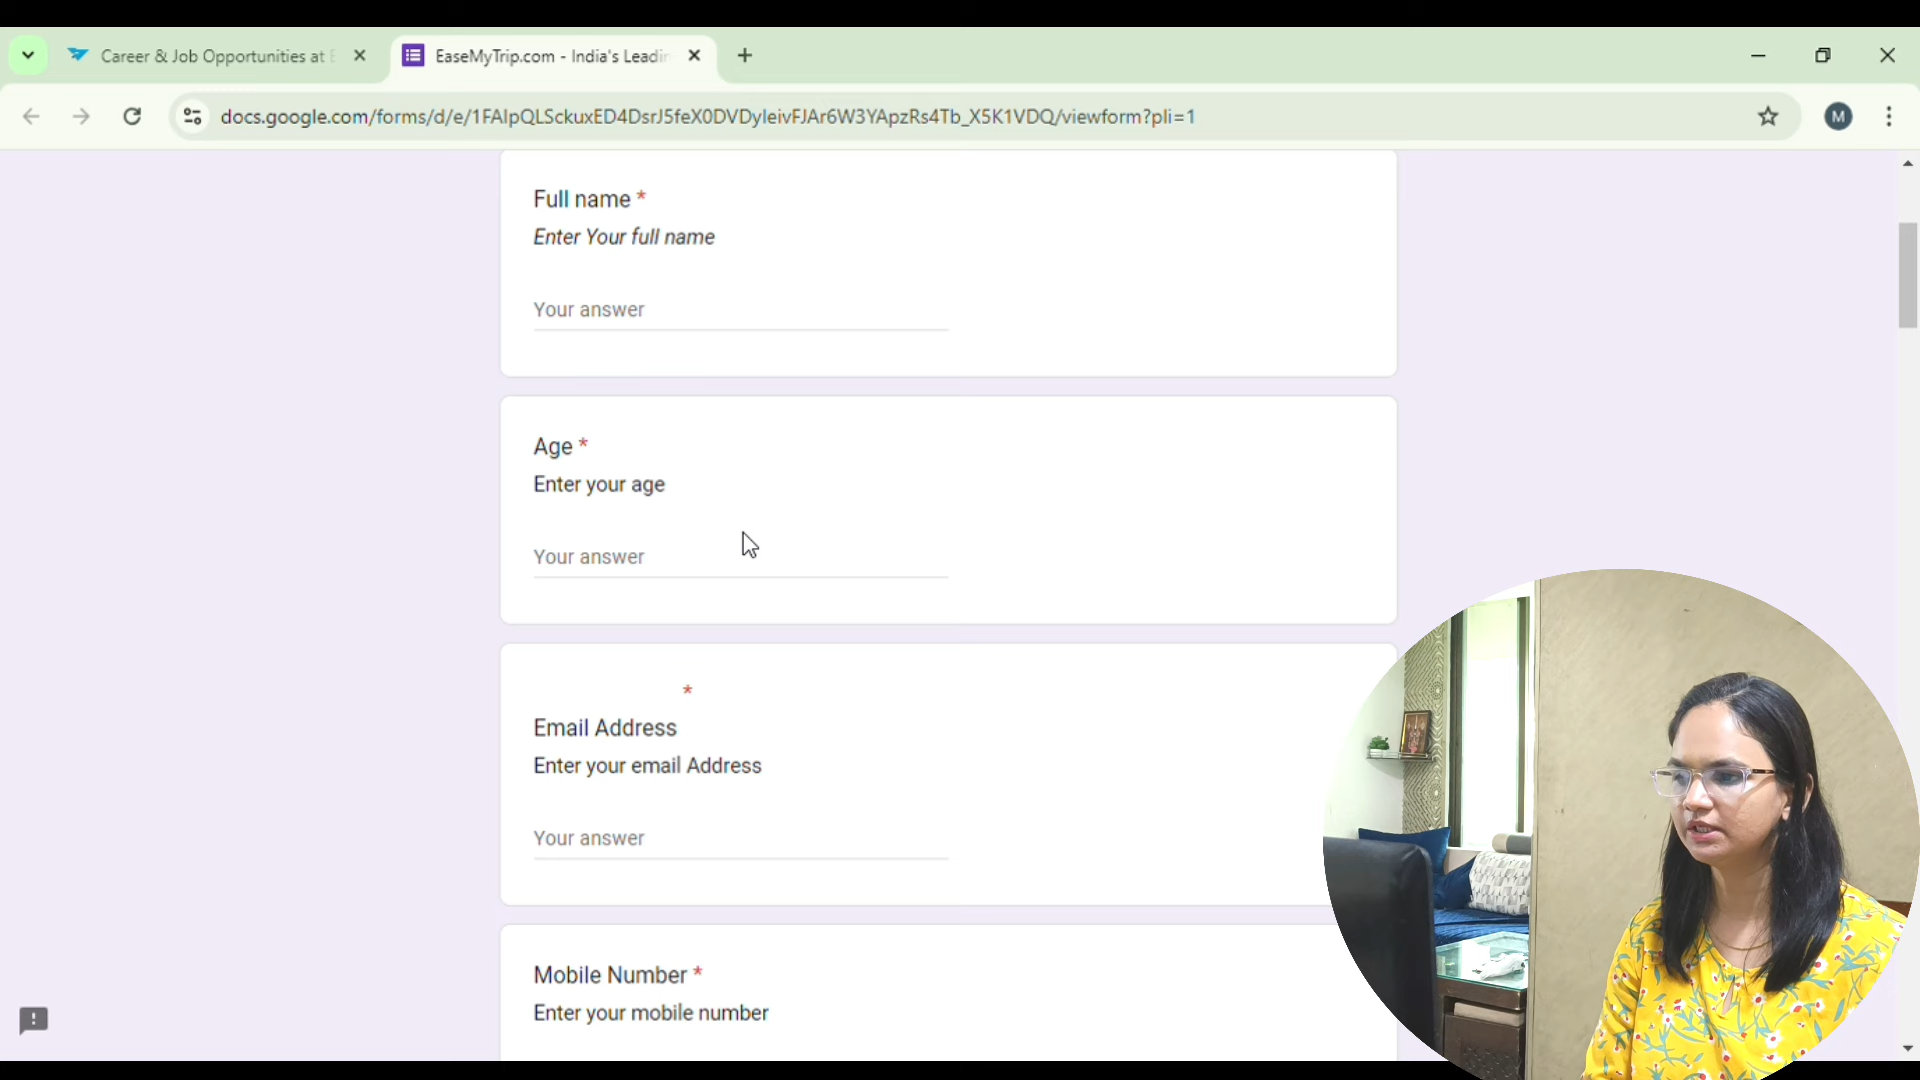 Career & Job Opportunities at E
EaseMyTrip.com - India's Leadin
docs.google.com/forms/d/e/1FAIpQLSckuxED4DsrJ5feX0DVDyIeivFJAr6W3YApzRs4Tb_X5K1VDQ/viewform?pli=1
M
Full name *
Enter Your full name
Your answer
Age *
Enter your age
Your answer
*
Email Address
Enter your email Address
Your answer
Mobile Number *
Enter your mobile number